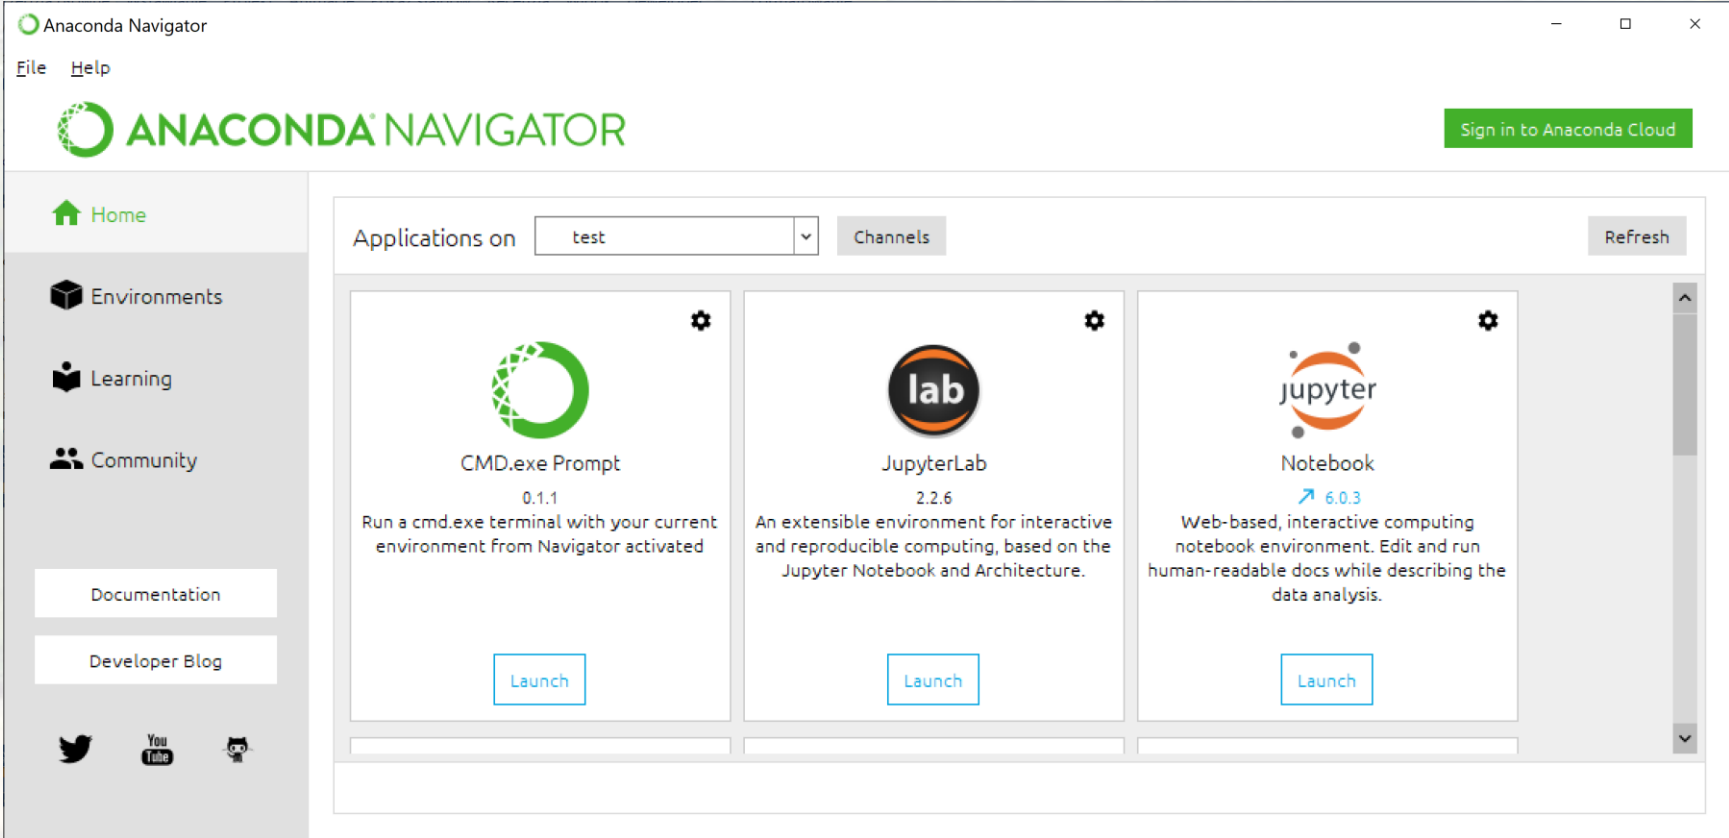 Anaconda Navigator
File Help
ANACONDA NAVIGATOR
Sign in to Anaconda Cloud
Home
Environments
Learning
Community
Documentation
Developer Blog
You
Tube
Applications on test Channels Refresh
CMD.exe Prompt
0.1.1
Run a cmd.exe terminal with your current
environment from Navigator activated
Launch
lab
JupyterLab
2.2.6
An extensible environment for interactive
and reproducible computing, based on the
Jupyter Notebook and Architecture.
Launch
jupyter
Notebook
6.0.3
Web-based, interactive computing
notebook environment. Edit and run
human-readable docs while describing the
data analysis.
Launch